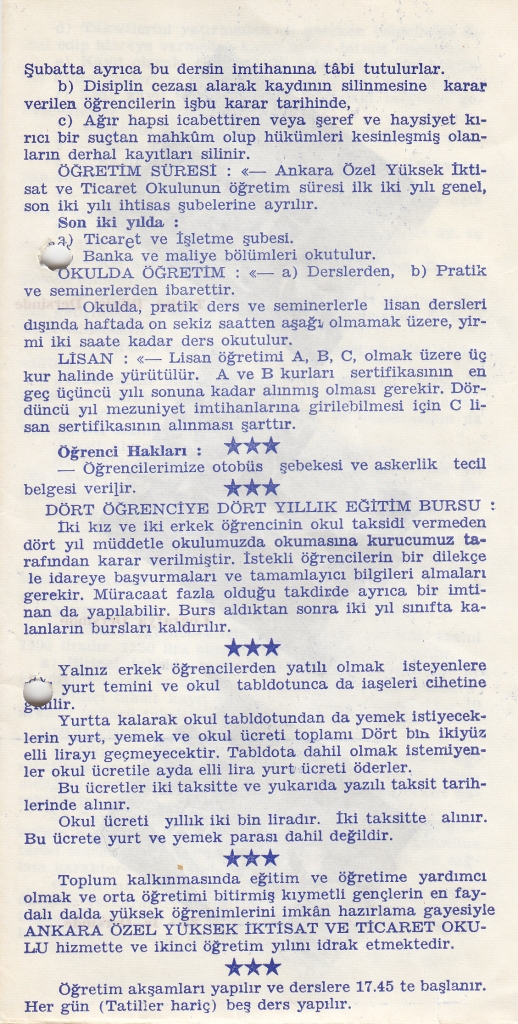 Şubatta ayrıca bu dersin imtihanına tâbi tutulurlar.
b) Disiplin cezası alarak kaydının silinmesine karar
verilen öğrencilerin işbu karar tarihinde,
c) Ağır hapsi icabettiren veya şeref ve haysiyet kı-
rıcı bir suçtan mahkûm olup hükümleri kesinleşmiş olan-
ların derhal kayıtları silinir.
ÖĞRETİM SÜRESİ : «— Ankara Özel Yüksek İkti-
sat ve Ticaret Okulunun öğretim süresi ilk iki yılı genel,
son iki yılı ihtisas şubelerine ayrılır.
Son iki yılda :
a) Ticaret ve İşletme şubesi.
Banka ve maliye bölümleri okutulur.
OKULDA ÖĞRETİM : «— a) Derslerden, b) Pratik
ve seminerlerden ibarettir.
— Okulda, pratik ders ve seminerlerle lisan dersleri
dışında haftada on sekiz saatten aşağı olmamak üzere, yir-
mi iki saate kadar ders okutulur.
LİSAN : «— Lisan öğretimi A, B, C, olmak üzere üç
kur halinde yürütülür. A ve B kurları sertifikasının en
geç üçüncü yılı sonuna kadar alınmış olması gerekir. Dör-
düncü yıl mezuniyet imtihanlarına girilebilmesi için C li-
san sertifikasının alınması şarttır.
Öğrenci Hakları : ★★★
— Öğrencilerimize otobüs şebekesi ve askerlik tecil
belgesi verilir. ★★★
DÖRT ÖĞRENCİYE DÖRT YILLIK EĞİTİM BURSU :
İki kız ve iki erkek öğrencinin okul taksidi vermeden
dört yıl müddetle okulumuzda okumasına kurucumuz ta-
rafından karar verilmiştir. İstekli öğrencilerin bir dilekçe
le idareye başvurmaları ve tamamlayıcı bilgileri almaları
gerekir. Müracaat fazla olduğu takdirde ayrıca bir imti-
nan da yapılabilir. Burs aldıktan sonra iki yıl sınıfta ka-
lanların bursları kaldırılır.
★★★
Yalnız erkek öğrencilerden yatılı olmak isteyenlere
yurt temini ve okul tabldotunca da iaşeleri cihetine
gidilir.
Yurtta kalarak okul tabldotundan da yemek istiyecek-
lerin yurt, yemek ve okul ücreti toplamı Dört bin ikiyüz
elli lirayı geçmeyecektir. Tabldota dahil olmak istemiyen-
ler okul ücretile ayda elli lira yurt ücreti öderler.
Bu ücretler iki taksitte ve yukarıda yazılı taksit tarih-
lerinde alınır.
Okul ücreti yıllık iki bin liradır. İki taksitte alınır.
Bu ücrete yurt ve yemek parası dahil değildir.
★★★
Toplum kalkınmasında eğitim ve öğretime yardımcı
olmak ve orta öğretimi bitirmiş kıymetli gençlerin en fay-
dalı dalda yüksek öğrenimlerini imkân hazırlama gayesiyle
ANKARA ÖZEL YÜKSEK İKTİSAT VE TİCARET OKU-
LU hizmette ve ikinci öğretim yılını idrak etmektedir.
★★★
Öğretim akşamları yapılır ve derslere 17.45 te başlanır.
Her gün (Tatiller hariç) beş ders yapılır.